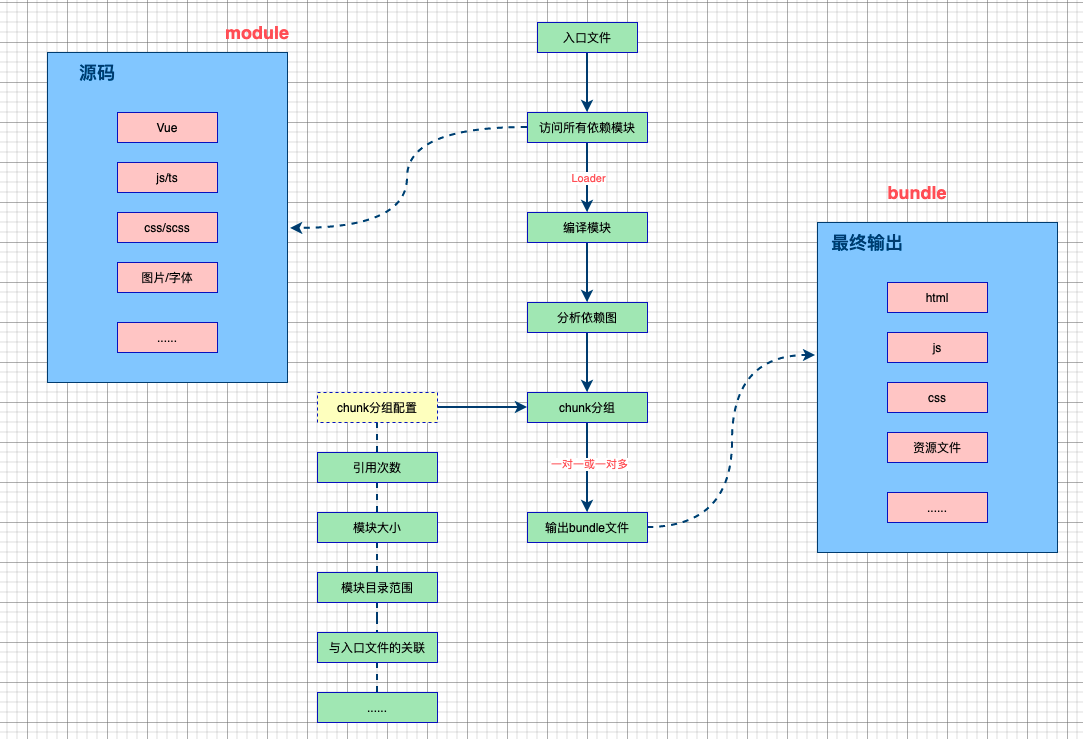 module
源码
Vue
js/ts
css/scss
图片/字体
......
入口文件
访问所有依赖模块
Loader
编译模块
分析依赖图
chunk分组
一对一或一对多
输出bundle文件
chunk分组配置
引用次数
模块大小
模块目录范围
与入口文件的关联
......
bundle
最终输出
html
js
css
资源文件
......